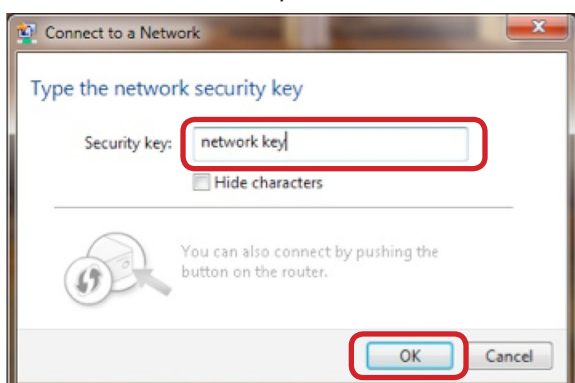 Connect to a Network
Type the network security key
Security key: network key
Hide characters
You can also connect by pushing the
button on the router.
OK Cancel